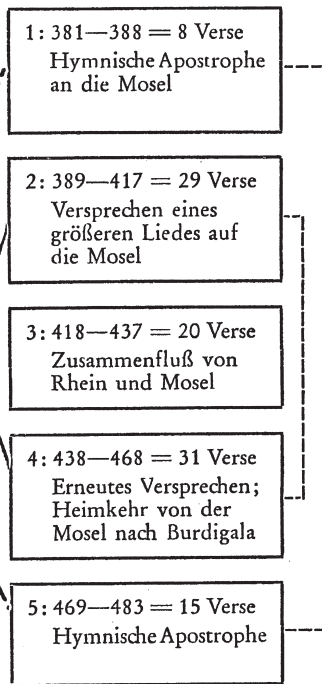 1: 381—388 = 8 Verse
Hymnische Apostrophe
an die Mosel
2: 389—417 = 29 Verse
Versprechen eines
größeren Liedes auf
die Mosel
3: 418—437 = 20 Verse
Zusammenfluß von
Rhein und Mosel
4: 438—468 = 31 Verse
Erneutes Versprechen;
Heimkehr von der
Mosel nach Burdigala
5: 469—483 = 15 Verse
Hymnische Apostrophe